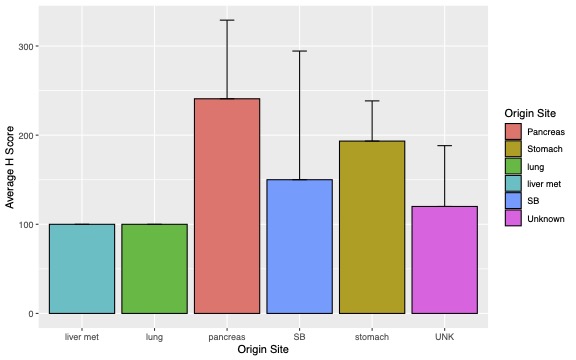 300
200
100
0
Average H Score
liver met
lung
pancreas
SB
stomach
UNK
Origin Site
Origin Site
Pancreas
Stomach
lung
liver met
SB
Unknown